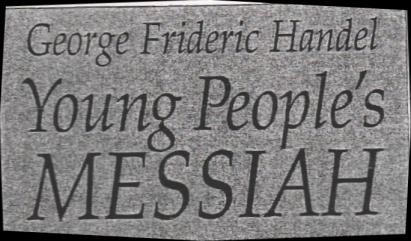 George Frideric Handel
Young People's
MESSIAH